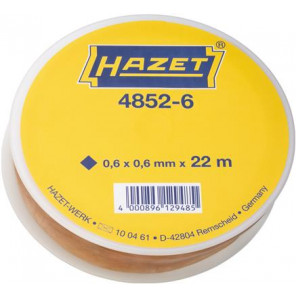 HAZET®
4852-6
0,6 x 0,6 mm x 22 m
4 000896 129485
HAZET-WERK • 10 04 61 • D-42804 Remscheid • Germany